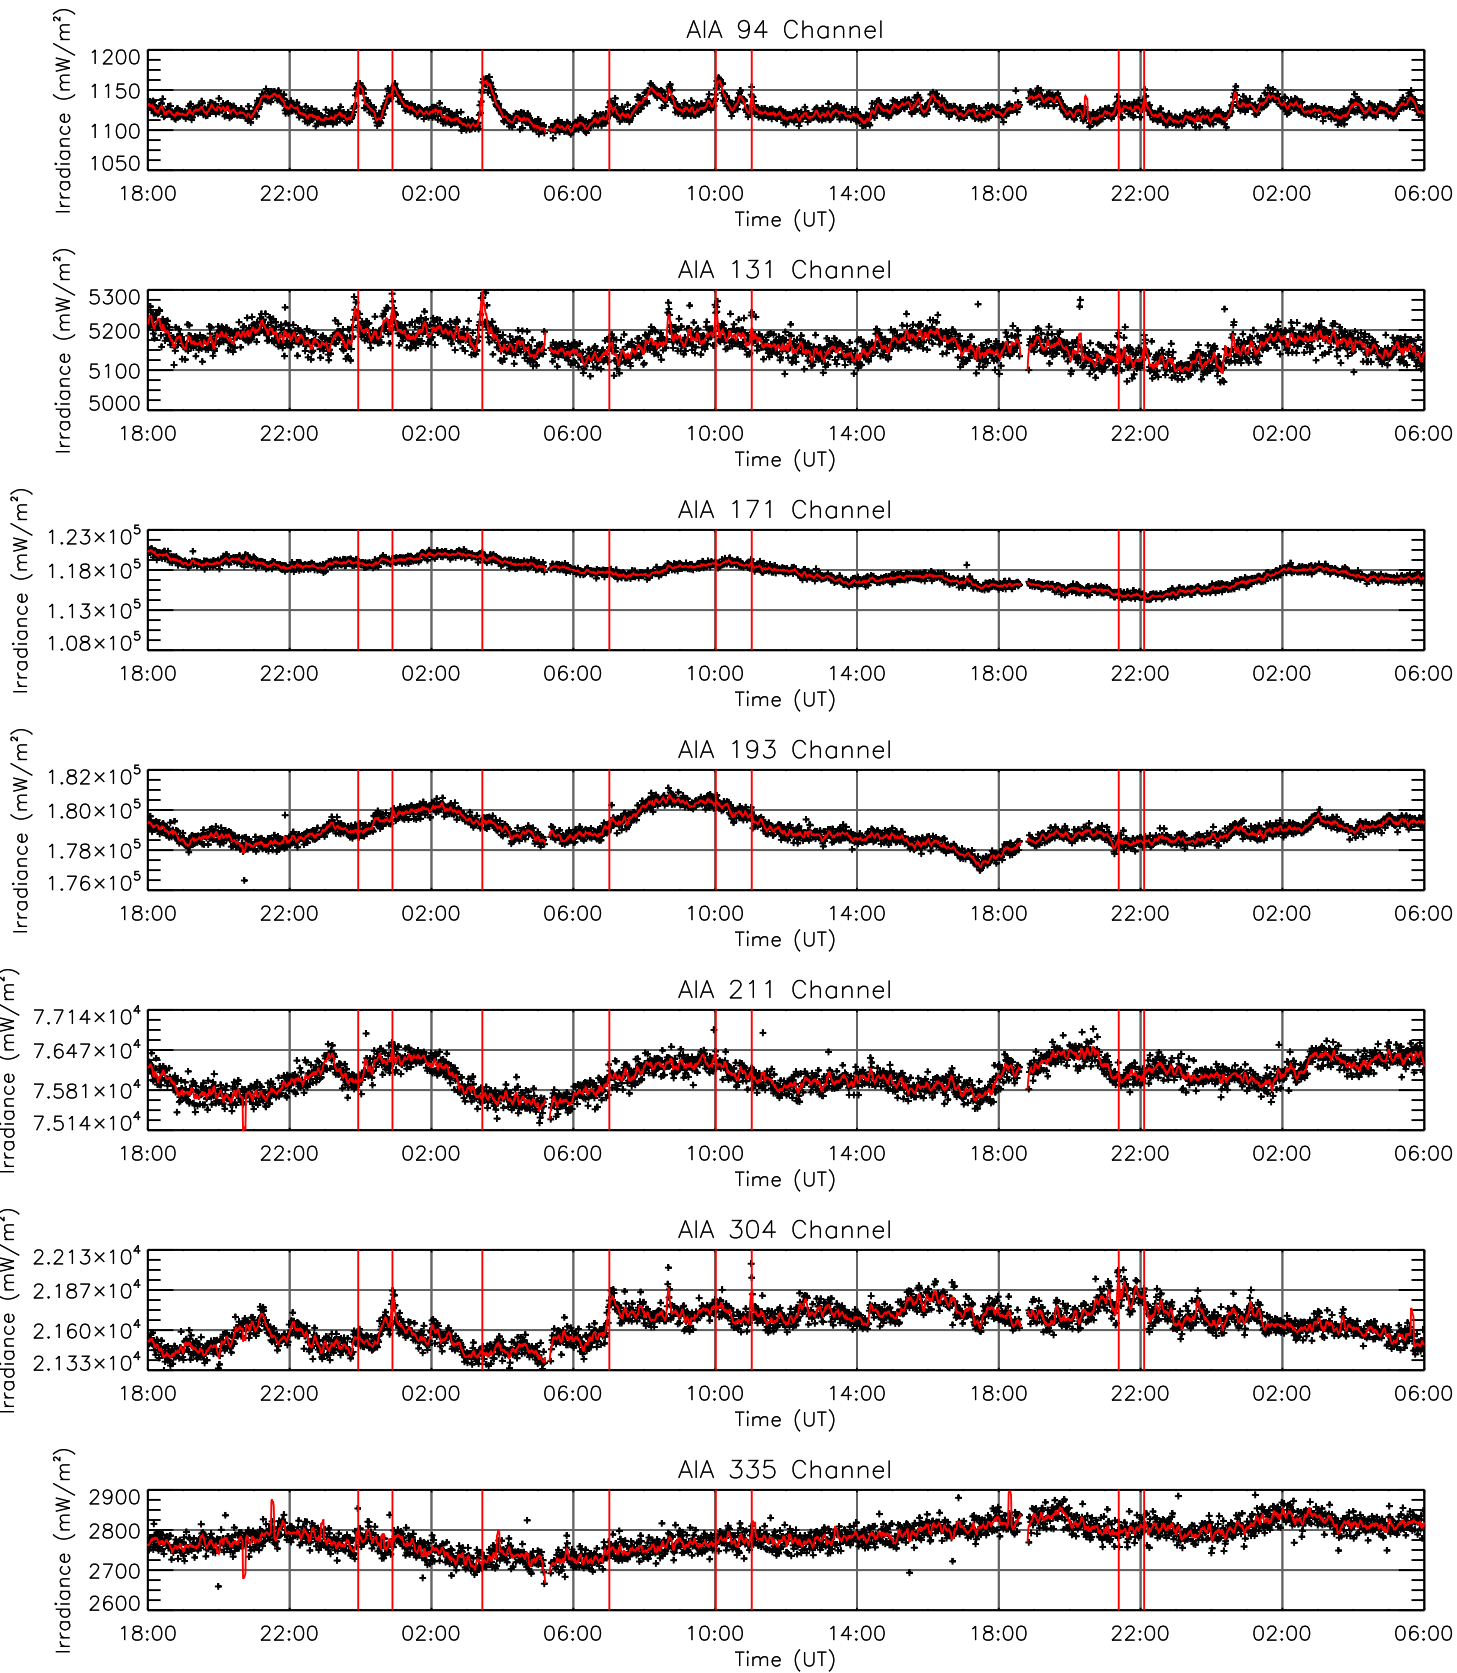 AIA 94 Channel
Irradiance (mW/m²)
1200
1150
1100
1050
18:00 22:00 02:00 06:00 10:00 14:00 18:00 22:00 02:00 06:00
Time (UT)
AIA 131 Channel
Irradiance (mW/m²)
5300
5200
5100
5000
18:00 22:00 02:00 06:00 10:00 14:00 18:00 22:00 02:00 06:00
Time (UT)
AIA 171 Channel
Irradiance (mW/m²)
1.23×10⁵
1.18×10⁵
1.13×10⁵
1.08×10⁵
18:00 22:00 02:00 06:00 10:00 14:00 18:00 22:00 02:00 06:00
Time (UT)
AIA 193 Channel
Irradiance (mW/m²)
1.82×10⁵
1.80×10⁵
1.78×10⁵
1.76×10⁵
18:00 22:00 02:00 06:00 10:00 14:00 18:00 22:00 02:00 06:00
Time (UT)
AIA 211 Channel
Irradiance (mW/m²)
7.714×10⁴
7.647×10⁴
7.581×10⁴
7.514×10⁴
18:00 22:00 02:00 06:00 10:00 14:00 18:00 22:00 02:00 06:00
Time (UT)
AIA 304 Channel
Irradiance (mW/m²)
2.213×10⁴
2.187×10⁴
2.160×10⁴
2.133×10⁴
18:00 22:00 02:00 06:00 10:00 14:00 18:00 22:00 02:00 06:00
Time (UT)
AIA 335 Channel
Irradiance (mW/m²)
2900
2800
2700
2600
18:00 22:00 02:00 06:00 10:00 14:00 18:00 22:00 02:00 06:00
Time (UT)